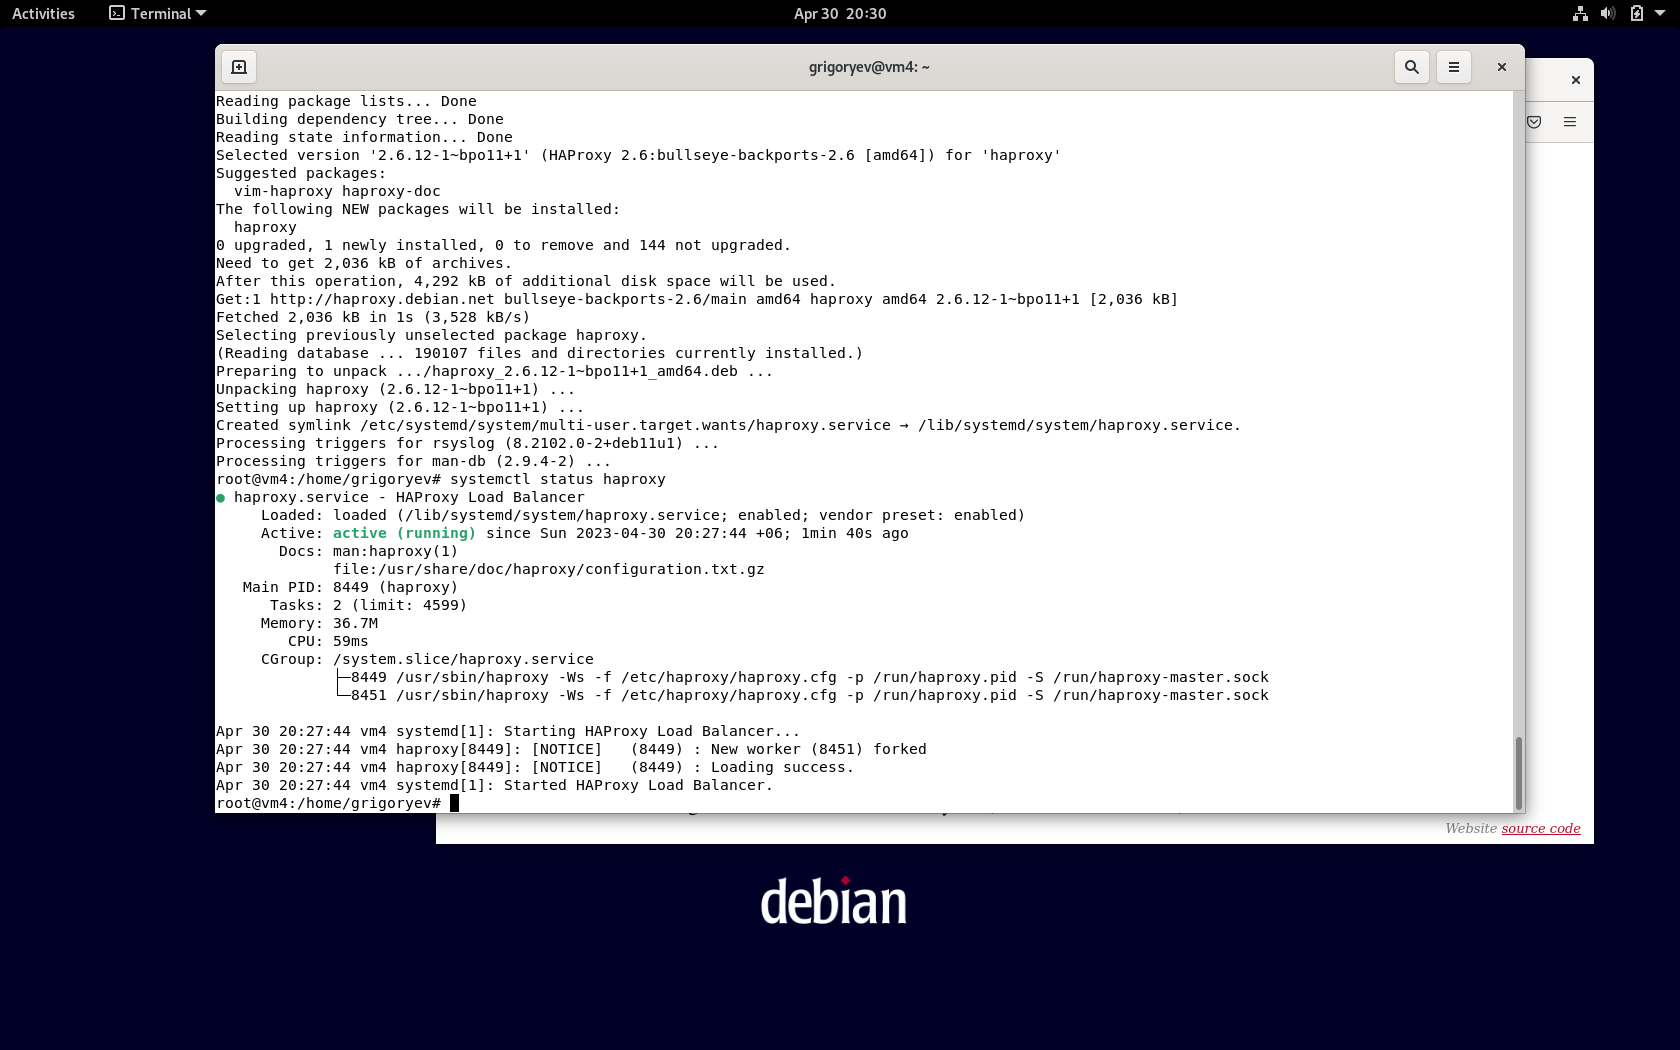 Activities Terminal Apr 30 20:30
grigoryev@vm4: ~
Reading package lists... Done
Building dependency tree... Done
Reading state information... Done
Selected version '2.6.12-1~bpo11+1' (HAProxy 2.6:bullseye-backports-2.6 [amd64]) for 'haproxy'
Suggested packages:
  vim-haproxy haproxy-doc
The following NEW packages will be installed:
  haproxy
0 upgraded, 1 newly installed, 0 to remove and 144 not upgraded.
Need to get 2,036 kB of archives.
After this operation, 4,292 kB of additional disk space will be used.
Get:1 http://haproxy.debian.net bullseye-backports-2.6/main amd64 haproxy amd64 2.6.12-1~bpo11+1 [2,036 kB]
Fetched 2,036 kB in 1s (3,528 kB/s)
Selecting previously unselected package haproxy.
(Reading database ... 190107 files and directories currently installed.)
Preparing to unpack .../haproxy_2.6.12-1~bpo11+1_amd64.deb ...
Unpacking haproxy (2.6.12-1~bpo11+1) ...
Setting up haproxy (2.6.12-1~bpo11+1) ...
Created symlink /etc/systemd/system/multi-user.target.wants/haproxy.service → /lib/systemd/system/haproxy.service.
Processing triggers for rsyslog (8.2102.0-2+deb11u1) ...
Processing triggers for man-db (2.9.4-2) ...
root@vm4:/home/grigoryev# systemctl status haproxy
● haproxy.service - HAProxy Load Balancer
     Loaded: loaded (/lib/systemd/system/haproxy.service; enabled; vendor preset: enabled)
     Active: active (running) since Sun 2023-04-30 20:27:44 +06; 1min 40s ago
       Docs: man:haproxy(1)
             file:/usr/share/doc/haproxy/configuration.txt.gz
   Main PID: 8449 (haproxy)
      Tasks: 2 (limit: 4599)
     Memory: 36.7M
        CPU: 59ms
     CGroup: /system.slice/haproxy.service
             ├─8449 /usr/sbin/haproxy -Ws -f /etc/haproxy/haproxy.cfg -p /run/haproxy.pid -S /run/haproxy-master.sock
             └─8451 /usr/sbin/haproxy -Ws -f /etc/haproxy/haproxy.cfg -p /run/haproxy.pid -S /run/haproxy-master.sock
Apr 30 20:27:44 vm4 systemd[1]: Starting HAProxy Load Balancer...
Apr 30 20:27:44 vm4 haproxy[8449]: [NOTICE]   (8449) : New worker (8451) forked
Apr 30 20:27:44 vm4 haproxy[8449]: [NOTICE]   (8449) : Loading success.
Apr 30 20:27:44 vm4 systemd[1]: Started HAProxy Load Balancer.
root@vm4:/home/grigoryev#
Website source code
debian